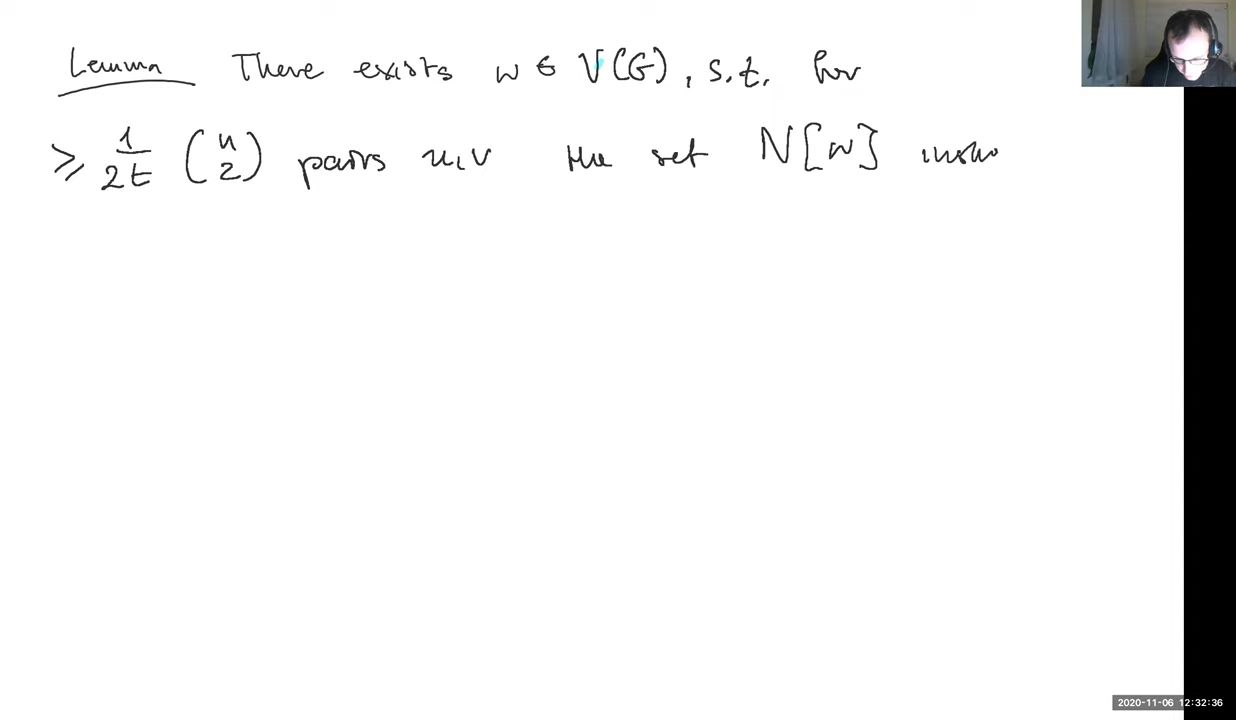 Lemma There exists w ∈ V(G), s.t. for
≥ 1/2t (n 2) pairs u,v the set N[w]
2020-11-06 12:32:36